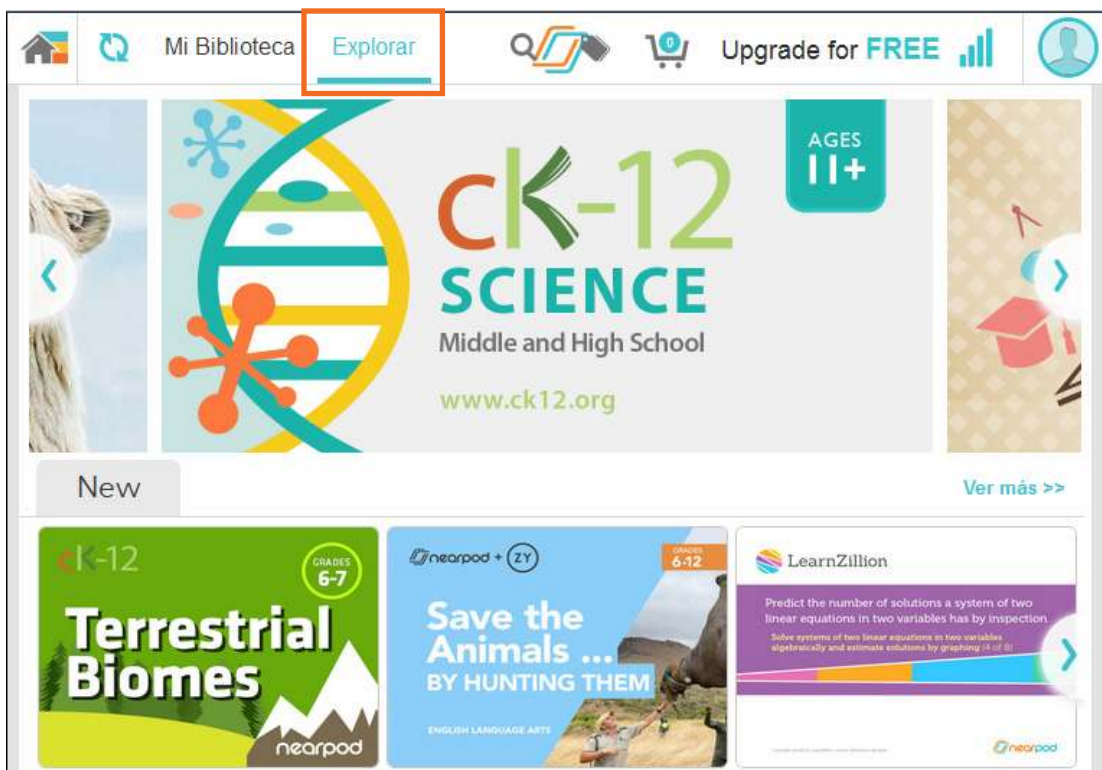 Mi Biblioteca
Explorar
0
Upgrade for FREE
cK-12
SCIENCE
Middle and High School
www.ck12.org
AGES
11+
New
Ver más >>
cK-12
GRADES
6-7
Terrestrial
Biomes
nearpod
nearpod + ZY
GRADES
6-12
Save the
Animals ...
BY HUNTING THEM
ENGLISH LANGUAGE ARTS
LearnZillion
Predict the number of solutions a system of two
linear equations in two variables has by inspection
Solve systems of two linear equations in two variables
algebraically and estimate solutions by graphing (4 of 8)
nearpod